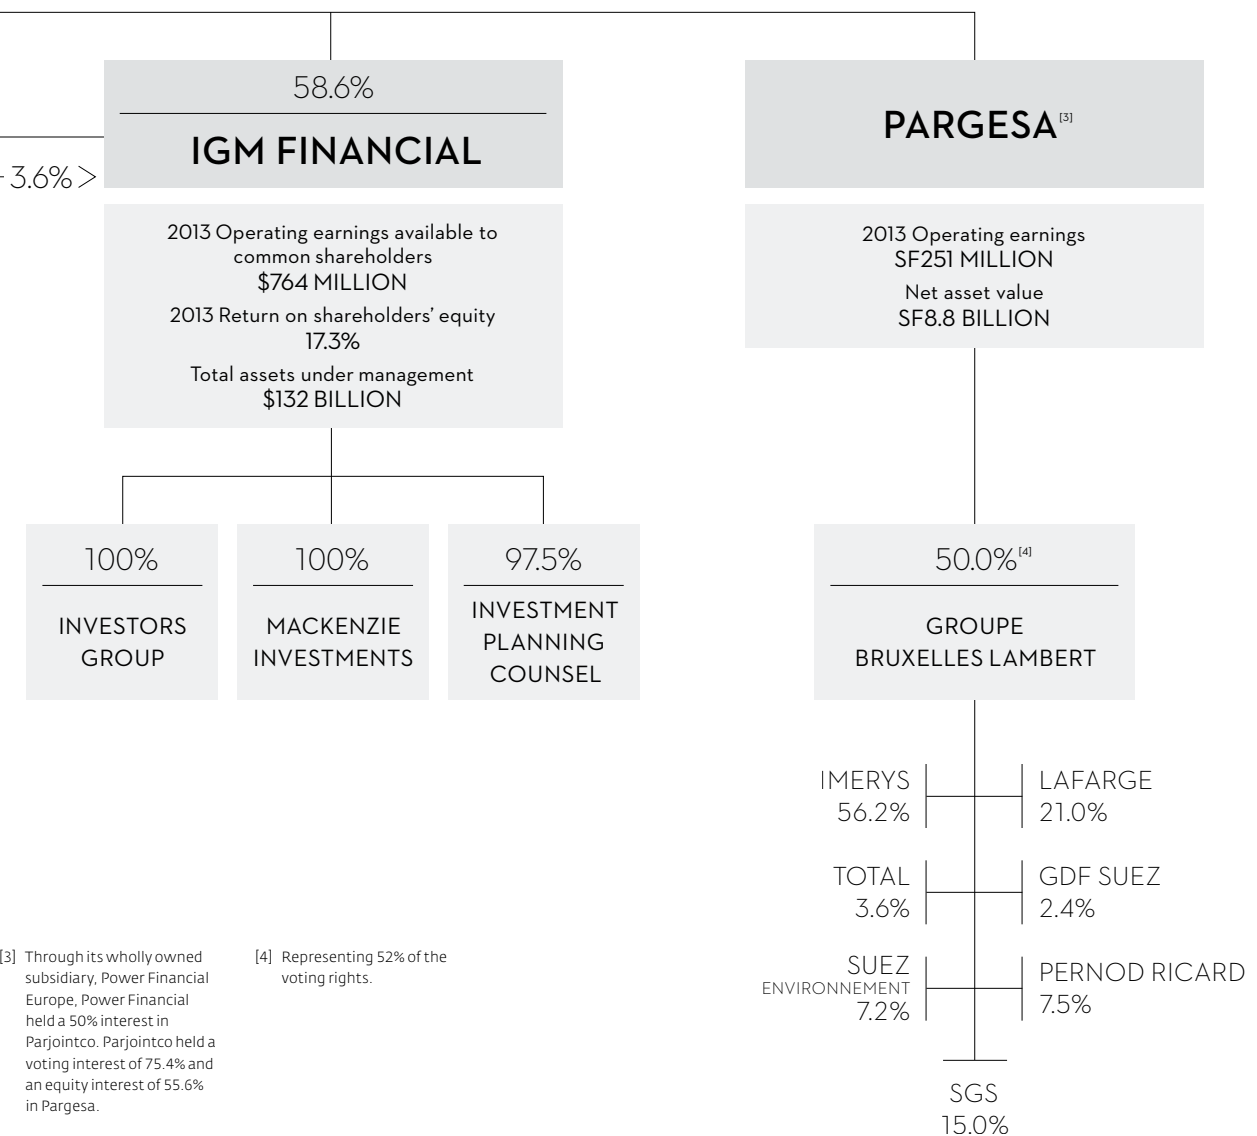 58.6%
IGM FINANCIAL
3.6% >
2013 Operating earnings available to
common shareholders
$764 MILLION
2013 Return on shareholders’ equity
17.3%
Total assets under management
$132 BILLION
100%
INVESTORS
GROUP
100%
MACKENZIE
INVESTMENTS
97.5%
INVESTMENT
PLANNING
COUNSEL
PARGESA[3]
2013 Operating earnings
SF251 MILLION
Net asset value
SF8.8 BILLION
50.0%[4]
GROUPE
BRUXELLES LAMBERT
IMERYS
56.2%
LAFARGE
21.0%
TOTAL
3.6%
GDF SUEZ
2.4%
SUEZ
ENVIRONNEMENT
7.2%
PERNOD RICARD
7.5%
SGS
15.0%
[3] Through its wholly owned
subsidiary, Power Financial
Europe, Power Financial
held a 50% interest in
Parjointco. Parjointco held a
voting interest of 75.4% and
an equity interest of 55.6%
in Pargesa.
[4] Representing 52% of the
voting rights.